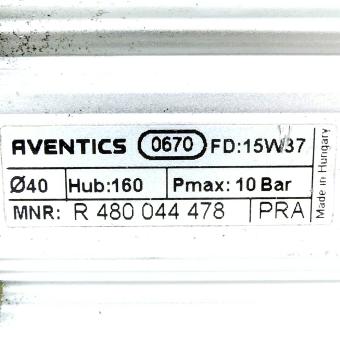 AVENTICS 0670 FD:15W37
Ø40 Hub:160 Pmax: 10 Bar
MNR: R 480 044 478 PRA
Made in Hungary